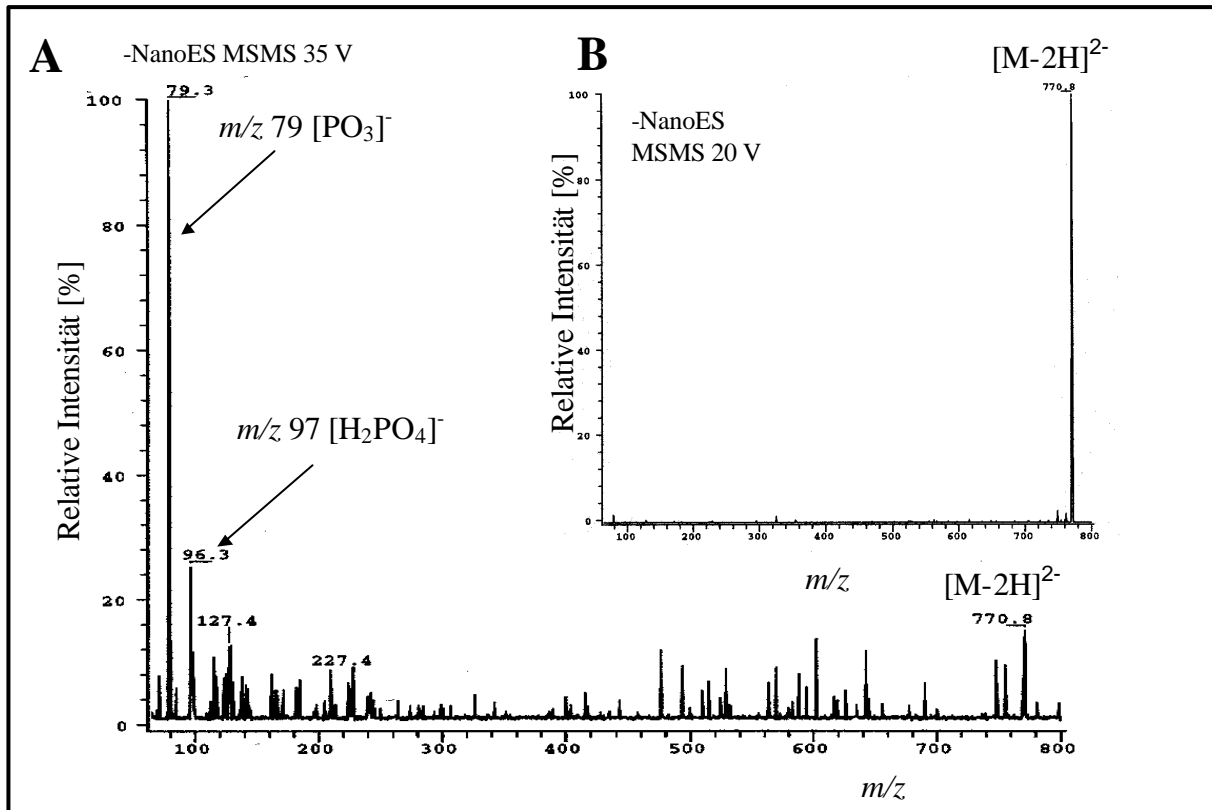 A
-NanoES MSMS 35 V
79.3
m/z 79 [PO₃]⁻
m/z 97 [H₂PO₄]⁻
96.3
127.4
227.4
[M-2H]²⁻
770.8
100
80
60
40
20
0
Relative Intensität [%]
100 200 300 400 500 600 700 800
m/z
B
[M-2H]²⁻
770.8
-NanoES
MSMS 20 V
100
80
60
40
20
0
Relative Intensität [%]
100 200 300 400 500 600 700 800
m/z